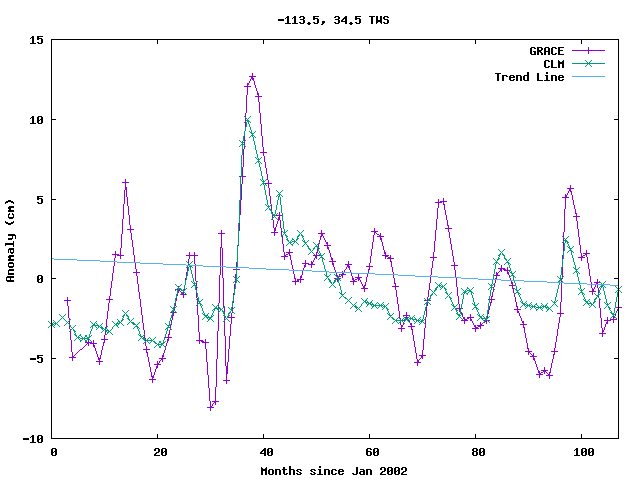 -113.5, 34.5 TWS
15
10
5
0
-5
-10
Anomaly (cm)
GRACE
CLM
Trend Line
0 20 40 60 80 100
Months since Jan 2002